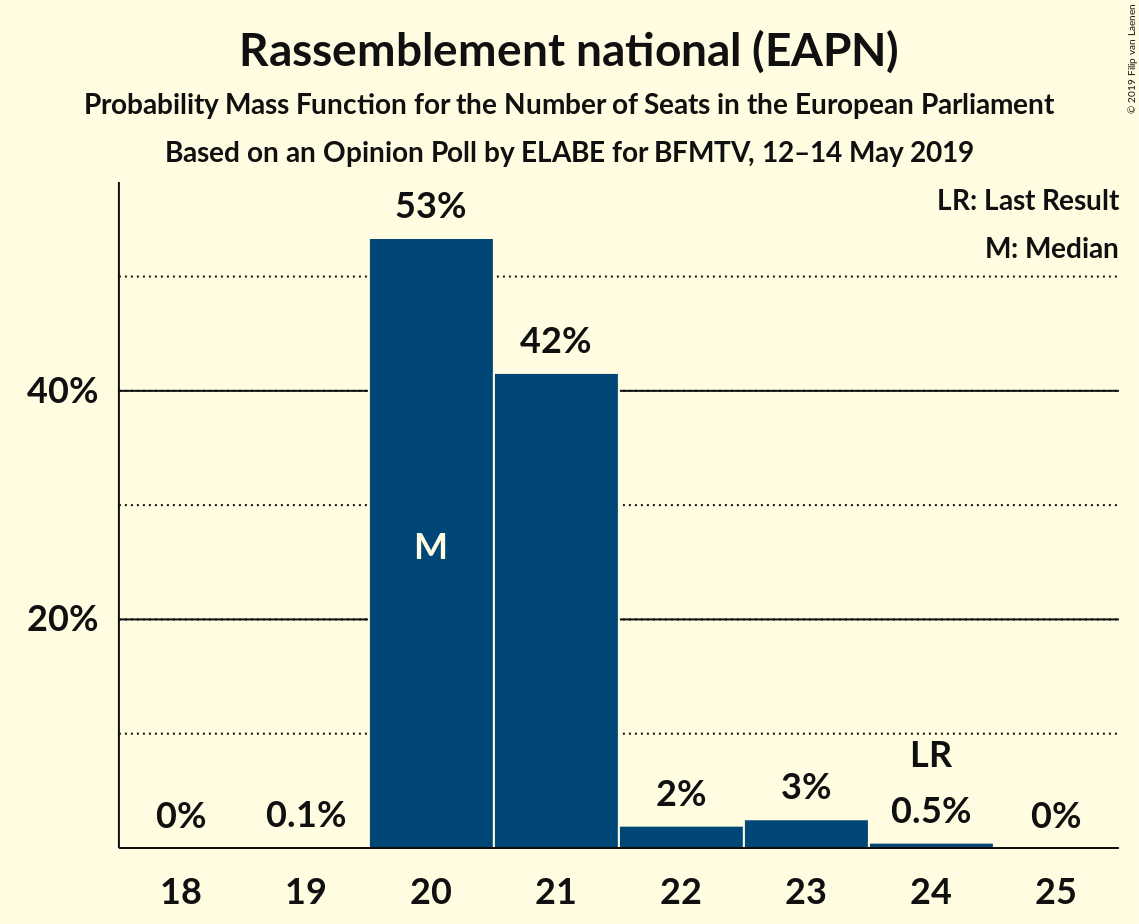 Rassemblement national (EAPN)
Probability Mass Function for the Number of Seats in the European Parliament
Based on an Opinion Poll by ELABE for BFMTV, 12–14 May 2019
© 2019 Filip van Laenen
LR: Last Result
M: Median
53%
42%
40%
M
20%
LR
0%
0.1%
2%
3%
0.5%
0%
18 19 20 21 22 23 24 25